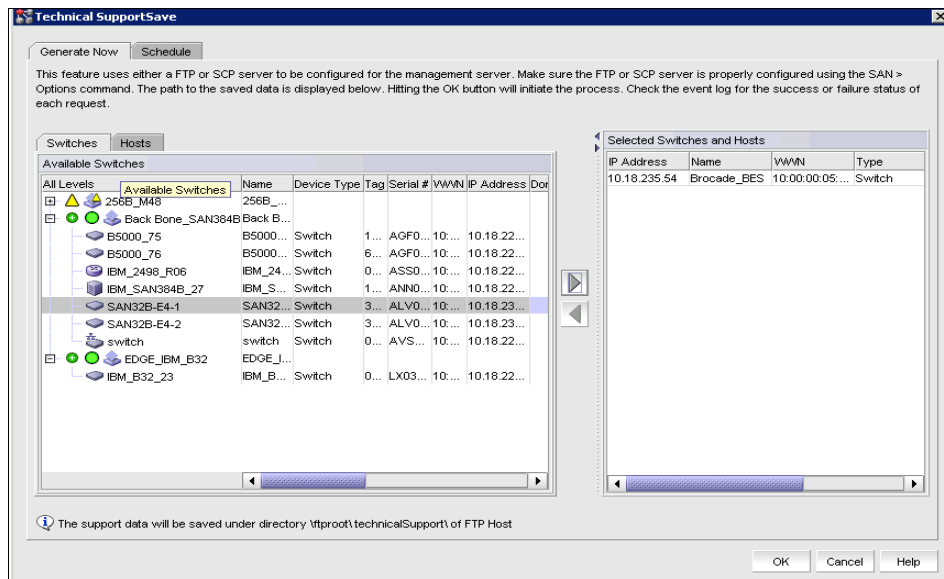 Technical SupportSave
Generate Now Schedule
This feature uses either a FTP or SCP server to be configured for the management server. Make sure the FTP or SCP server is properly configured using the SAN >
Options command. The path to the saved data is displayed below. Hitting the OK button will initiate the process. Check the event log for the success or failure status of
each request.
Switches Hosts
Available Switches
All Levels Name Device Type Tag Serial # WWN IP Address Dor
Available Switches
256B_M48 256B_...
Back Bone_SAN384B Back B...
B5000_75 B5000... Switch 1... AGF0... 10:... 10.18.22...
B5000_76 B5000... Switch 6... AGF0... 10:... 10.18.22...
IBM_2498_R06 IBM_24... Switch 0... ASS0... 10:... 10.18.22...
IBM_SAN384B_27 IBM_S... Switch 1... ANN0... 10:... 10.18.22...
SAN32B-E4-1 SAN32... Switch 3... ALV0... 10:... 10.18.23...
SAN32B-E4-2 SAN32... Switch 3... ALV0... 10:... 10.18.23...
switch switch Switch 0... AVS... 10:... 10.18.22...
EDGE_IBM_B32 EDGE_I...
IBM_B32_23 IBM_B... Switch 0... LX03... 10:... 10.18.22...
Selected Switches and Hosts
IP Address Name WWN Type
10.18.235.54 Brocade_BES 10:00:00:05:... Switch
The support data will be saved under directory \ftproot\technicalSupport\ of FTP Host
OK Cancel Help